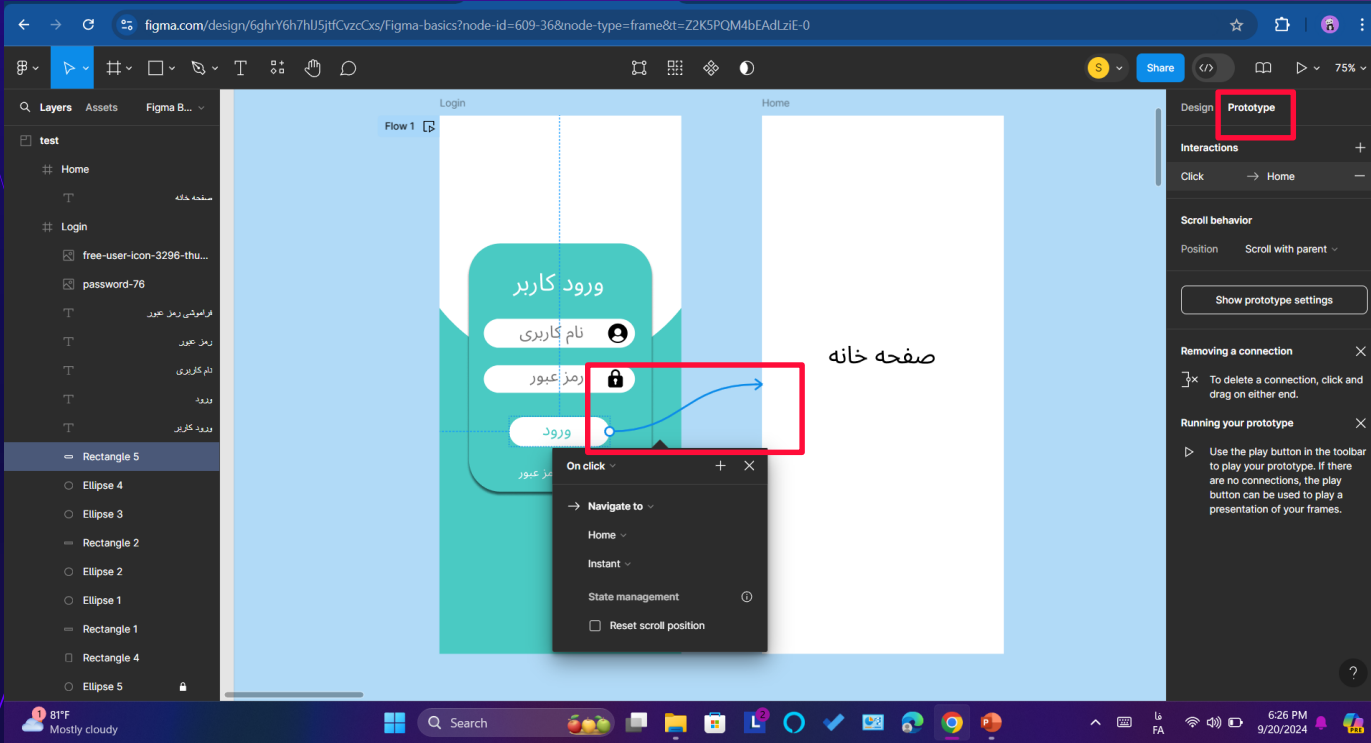 figma.com/design/6ghrY6h7hlJ5jtfCvzcCxs/Figma-basics?node-id=609-36&node-type=frame&t=Z2K5PQM4bEAdLziE-0
S
Share
75%
Layers Assets Figma B...
test
Home
صفحه خانه
Login
free-user-icon-3296-thu...
password-76
فراموشی رمز عبور
رمز عبور
نام کاربری
ورود
ورود کاربر
Rectangle 5
Ellipse 4
Ellipse 3
Rectangle 2
Ellipse 2
Ellipse 1
Rectangle 1
Rectangle 4
Ellipse 5
Login
Flow 1
ورود کاربر
نام کاربری
رمز عبور
ورود
مز عبور
Home
صفحه خانه
On click
Navigate to
Home
Instant
State management
Reset scroll position
Design Prototype
Interactions
Click → Home
Scroll behavior
Position Scroll with parent
Show prototype settings
Removing a connection
To delete a connection, click and
drag on either end.
Running your prototype
Use the play button in the toolbar
to play your prototype. If there
are no connections, the play
button can be used to play a
presentation of your frames.
?
1
81°F
Mostly cloudy
Search
L
2
فا
FA
6:26 PM
9/20/2024
PRE